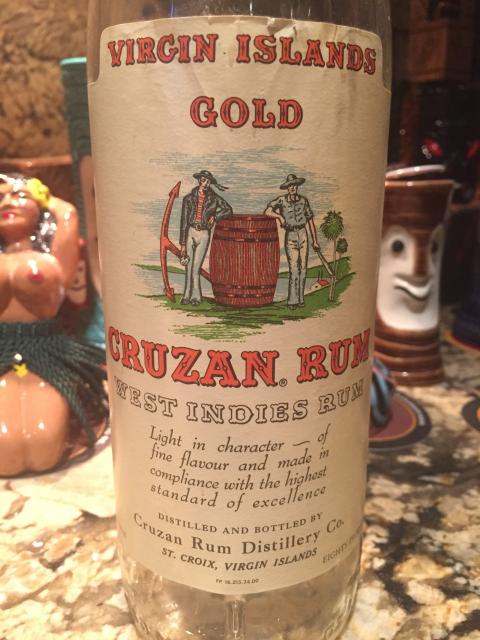 VIRGIN ISLANDS
GOLD
CRUZAN® RUM
WEST INDIES RUM
Light in character — of
fine flavour and made in
compliance with the highest
standard of excellence
DISTILLED AND BOTTLED BY
Cruzan Rum Distillery Co.
ST. CROIX, VIRGIN ISLANDS
EIGHTY